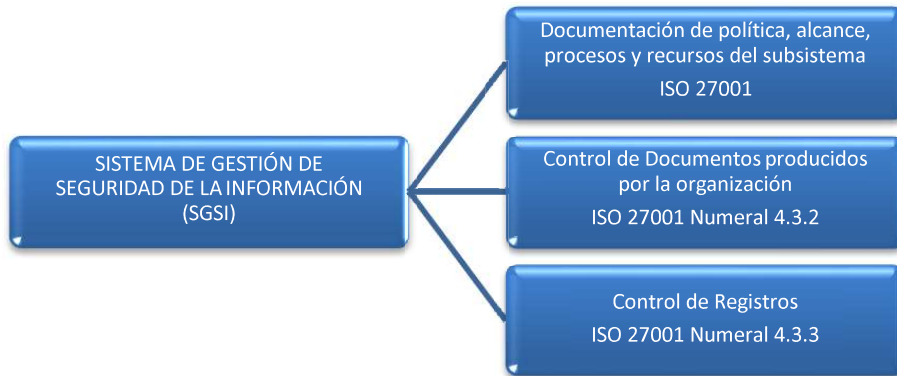 SISTEMA DE GESTIÓN DE
SEGURIDAD DE LA INFORMACIÓN
(SGSI)
Documentación de política, alcance,
procesos y recursos del subsistema
ISO 27001
Control de Documentos producidos
por la organización
ISO 27001 Numeral 4.3.2
Control de Registros
ISO 27001 Numeral 4.3.3